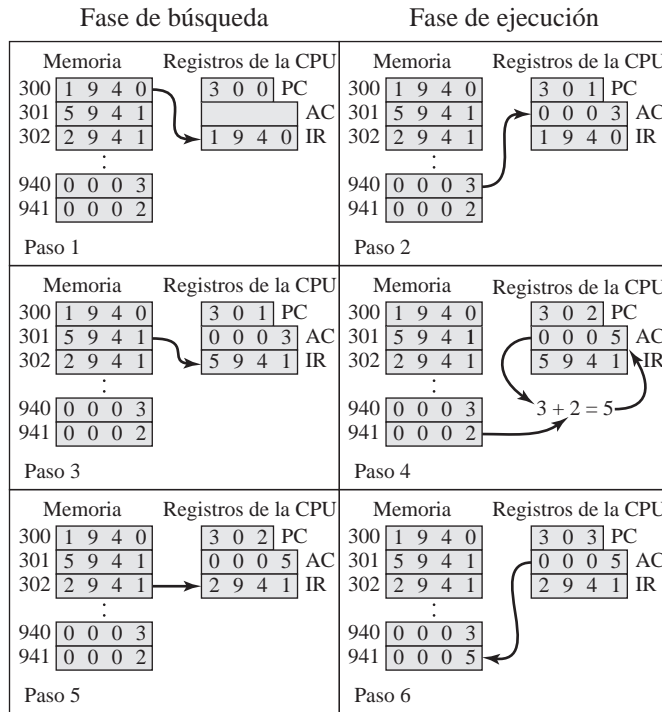 Fase de búsqueda
Fase de ejecución
Memoria
Registros de la CPU
300 1 9 4 0
3 0 0 PC
301 5 9 4 1
AC
302 2 9 4 1
1 9 4 0 IR
:
940 0 0 0 3
941 0 0 0 2
Paso 1
Memoria
Registros de la CPU
300 1 9 4 0
3 0 1 PC
301 5 9 4 1
0 0 0 3 AC
302 2 9 4 1
1 9 4 0 IR
:
940 0 0 0 3
941 0 0 0 2
Paso 2
Memoria
Registros de la CPU
300 1 9 4 0
3 0 1 PC
301 5 9 4 1
0 0 0 3 AC
302 2 9 4 1
5 9 4 1 IR
:
940 0 0 0 3
941 0 0 0 2
Paso 3
Memoria
Registros de la CPU
300 1 9 4 0
3 0 2 PC
301 5 9 4 1
0 0 0 5 AC
302 2 9 4 1
5 9 4 1 IR
:
940 0 0 0 3
3 + 2 = 5
941 0 0 0 2
Paso 4
Memoria
Registros de la CPU
300 1 9 4 0
3 0 2 PC
301 5 9 4 1
0 0 0 5 AC
302 2 9 4 1
2 9 4 1 IR
:
940 0 0 0 3
941 0 0 0 2
Paso 5
Memoria
Registros de la CPU
300 1 9 4 0
3 0 3 PC
301 5 9 4 1
0 0 0 5 AC
302 2 9 4 1
2 9 4 1 IR
:
940 0 0 0 3
941 0 0 0 5
Paso 6